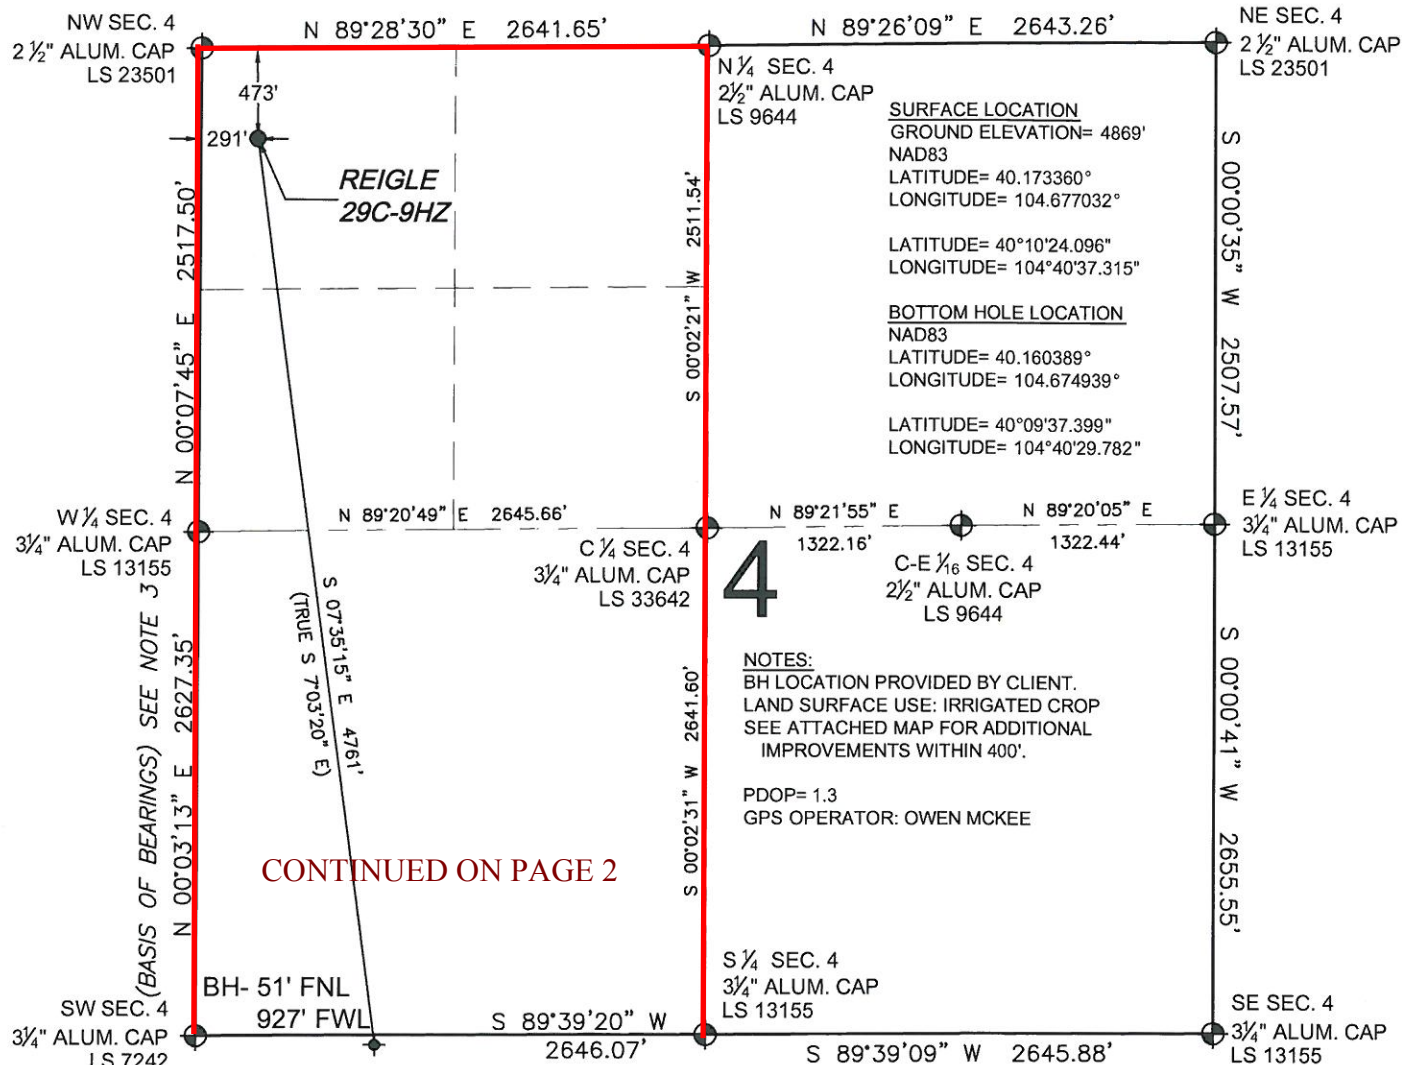 NW SEC. 4
2 ½" ALUM. CAP
LS 23501
N 89°28'30" E 2641.65'
N 89°26'09" E 2643.26'
NE SEC. 4
2 ½" ALUM. CAP
LS 23501
N ¼ SEC. 4
2½" ALUM. CAP
LS 9644
473'
291'
REIGLE
29C-9HZ
SURFACE LOCATION
GROUND ELEVATION= 4869'
NAD83
LATITUDE= 40.173360°
LONGITUDE= 104.677032°
LATITUDE= 40°10'24.096"
LONGITUDE= 104°40'37.315"
BOTTOM HOLE LOCATION
NAD83
LATITUDE= 40.160389°
LONGITUDE= 104.674939°
LATITUDE= 40°09'37.399"
LONGITUDE= 104°40'29.782"
N 00°07'45" E 2517.50'
S 00°02'21" W 2511.54'
S 00°00'35" W 2507.57'
W ¼ SEC. 4
3¼" ALUM. CAP
LS 13155
N 89°20'49" E 2645.66'
N 89°21'55" E
1322.16'
N 89°20'05" E
1322.44'
E ¼ SEC. 4
3¼" ALUM. CAP
LS 13155
C ¼ SEC. 4
3¼" ALUM. CAP
LS 33642
4
C-E 1⁄16 SEC. 4
2½" ALUM. CAP
LS 9644
(BASIS OF BEARINGS) SEE NOTE 3
N 00°03'13" E 2627.35'
S 07°35'15" E 4761'
(TRUE S 7°03'20" E)
S 00°02'31" W 2641.60'
S 00°00'41" W 2655.55'
NOTES:
BH LOCATION PROVIDED BY CLIENT.
LAND SURFACE USE: IRRIGATED CROP
SEE ATTACHED MAP FOR ADDITIONAL
IMPROVEMENTS WITHIN 400'.
PDOP= 1.3
GPS OPERATOR: OWEN MCKEE
CONTINUED ON PAGE 2
BH- 51' FNL
927' FWL
SW SEC. 4
3¼" ALUM. CAP
LS 7242
S 89°39'20" W
2646.07'
S ¼ SEC. 4
3¼" ALUM. CAP
LS 13155
S 89°39'09" W 2645.88'
SE SEC. 4
3¼" ALUM. CAP
LS 13155